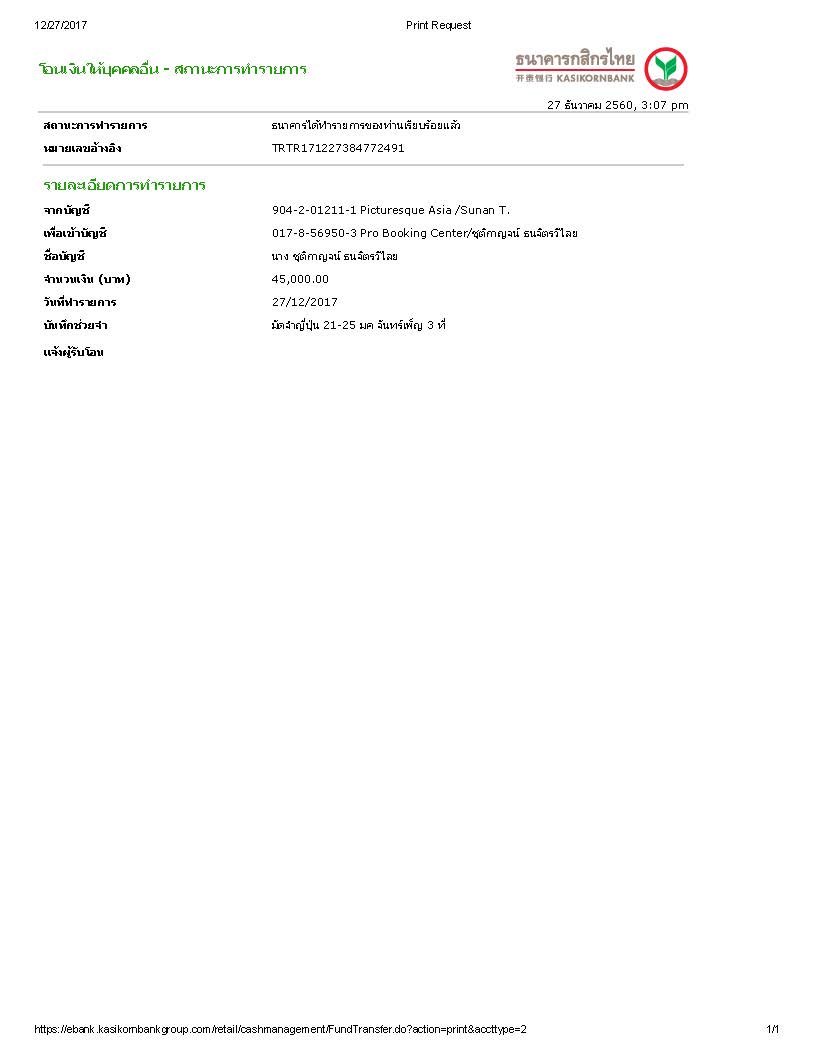 12/27/2017 Print Request
โอนเงินให้บุคคลอื่น - สถานะการทำรายการ
ธนาคารกสิกรไทย
开泰银行 KASIKORNBANK
27 ธันวาคม 2560, 3:07 pm
สถานะการทำรายการ ธนาคารได้ทำรายการของท่านเรียบร้อยแล้ว
หมายเลขอ้างอิง TRTR171227384772491
รายละเอียดการทำรายการ
จากบัญชี 904-2-01211-1 Picturesque Asia /Sunan T.
เพื่อเข้าบัญชี 017-8-56950-3 Pro Booking Center/ชุติกาญจน์ ธนจิตรวิไลย
ชื่อบัญชี นาง ชุติกาญจน์ ธนจิตรวิไลย
จำนวนเงิน (บาท) 45,000.00
วันที่ทำรายการ 27/12/2017
บันทึกช่วยจำ มัดจำญี่ปุ่น 21-25 มค จันทร์เพ็ญ 3 ที่
แจ้งผู้รับโอน
https://ebank.kasikornbankgroup.com/retail/cashmanagement/FundTransfer.do?action=print&accttype=2 1/1